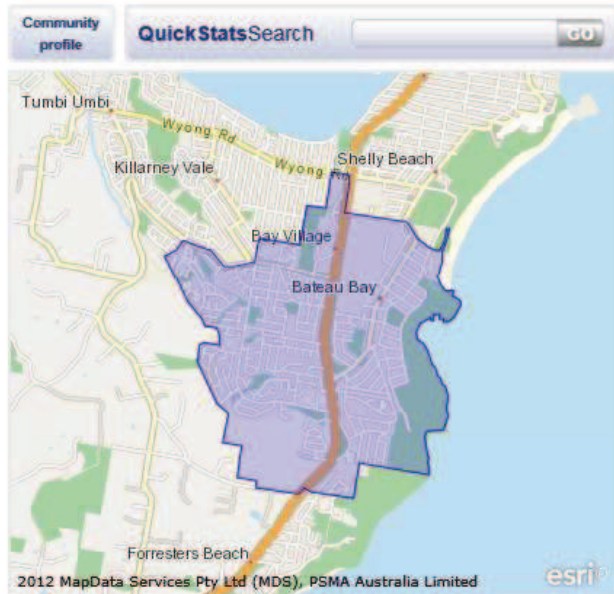 Community
profile
QuickStatsSearch
GO
Tumbi Umbi
Wyong Rd
Killarney Vale
Wyong Rd
Shelly Beach
Bay Village
Bateau Bay
Forresters Beach
2012 MapData Services Pty Ltd (MDS), PSMA Australia Limited
esri